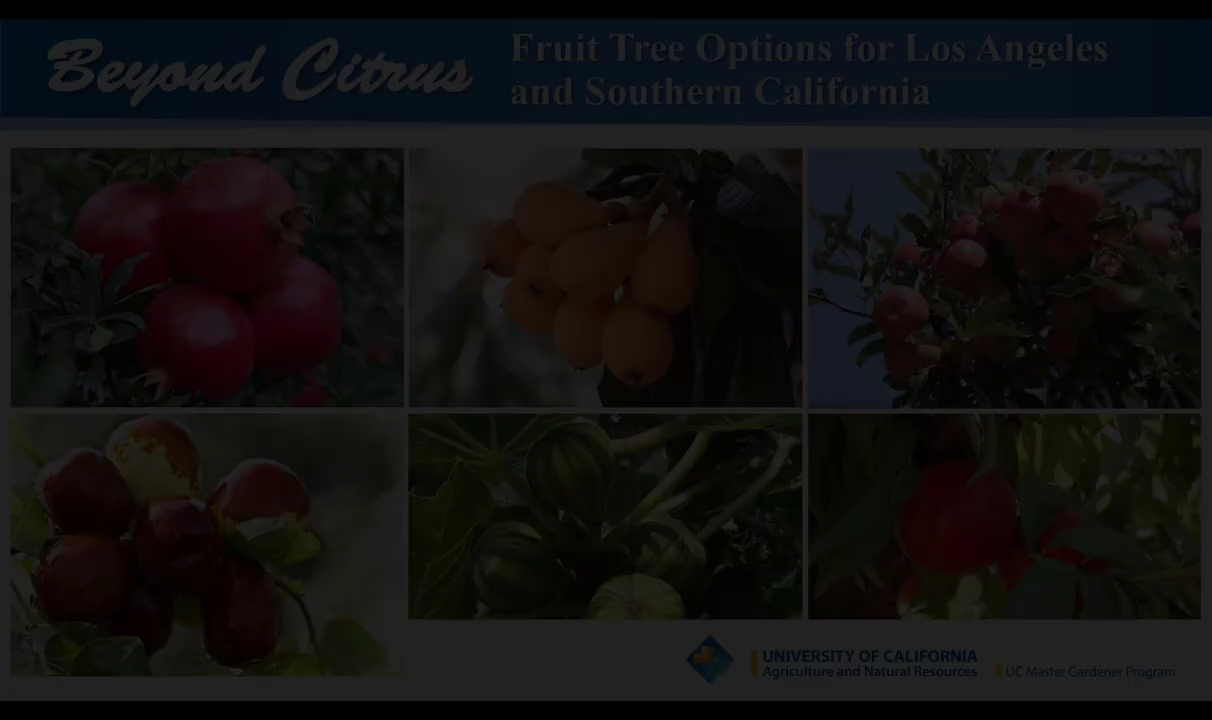 Beyond Citrus
Fruit Tree Options for Los Angeles
and Southern California
UNIVERSITY OF CALIFORNIA
Agriculture and Natural Resources
UC Master Gardener Program